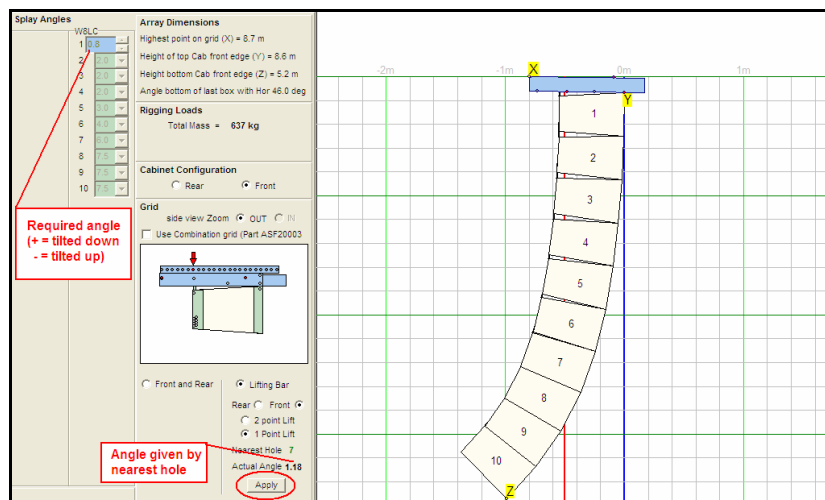 Splay Angles
W8LC
1 0.8
2 2.0
3 2.0
4 2.0
5 3.0
6 4.0
7 6.0
8 7.5
9 7.5
10 7.5
Required angle
(+ = tilted down
- = tilted up)
Array Dimensions
Highest point on grid (X) = 8.7 m
Height of top Cab front edge (Y) = 8.6 m
Height bottom Cab front edge (Z) = 5.2 m
Angle bottom of last box with Hor 46.0 deg
Rigging Loads
Total Mass = 637 kg
Cabinet Configuration
Rear Front
Grid
side view Zoom OUT IN
Use Combination grid (Part ASF20003
Front and Rear Lifting Bar
Rear Front
2 point Lift
1 Point Lift
Nearest Hole 7
Actual Angle 1.18
Apply
Angle given by
nearest hole
-2m -1m 0m 1m
X
Y
1
2
3
4
5
6
7
8
9
10
Z